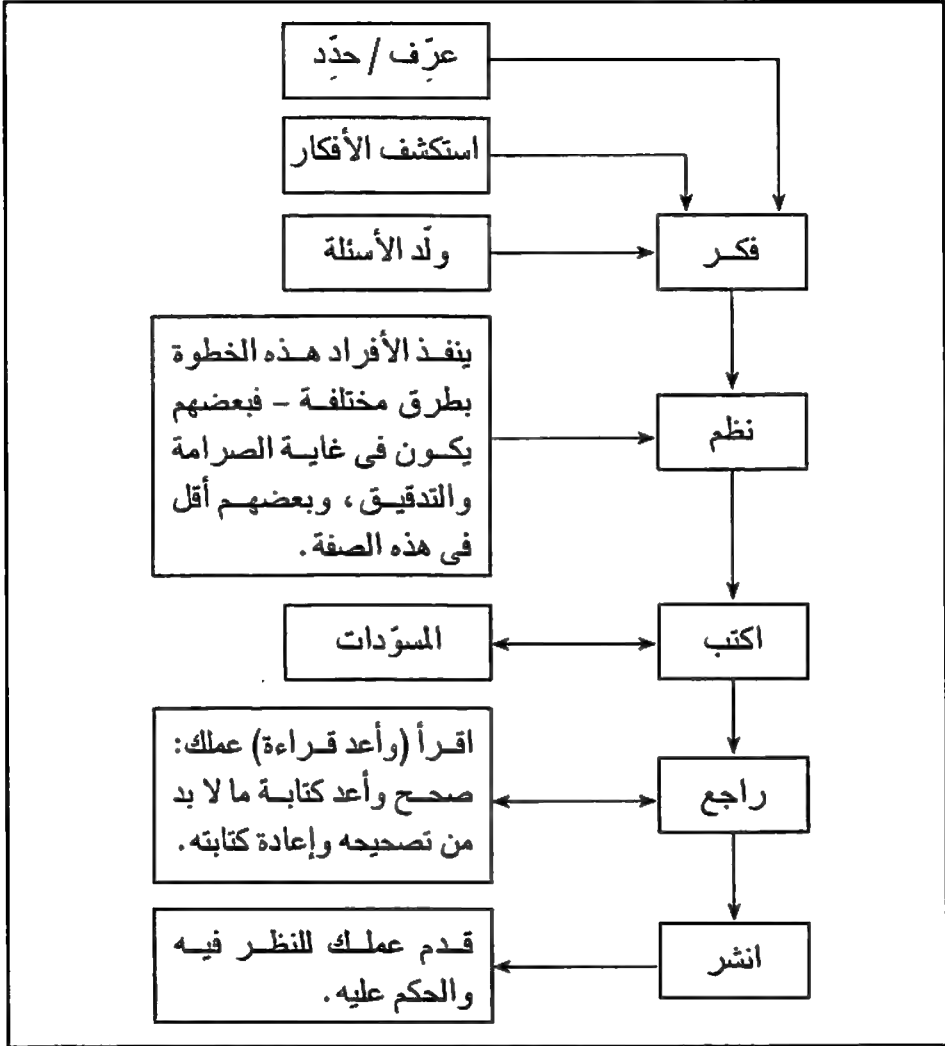 عرِّف / حدِّد
استكشف الأفكار
ولّد الأسئلة
فكـر
ينفـذ الأفراد هـذه الخطوة
بطرق مختلفـة – فبعضهم
يكـون فى غايـة الصرامة
والتدقيـق ، وبعضهـم أقل
فى هذه الصفة .
نظم
المسوّدات
اكتب
اقـرأ (وأعد قـراءة) عملك:
صحـح وأعد كتابـة ما لا بد
من تصحيحه وإعادة كتابته .
راجع
قـدم عملـك للنظـر فيـه
والحكم عليه .
انشر